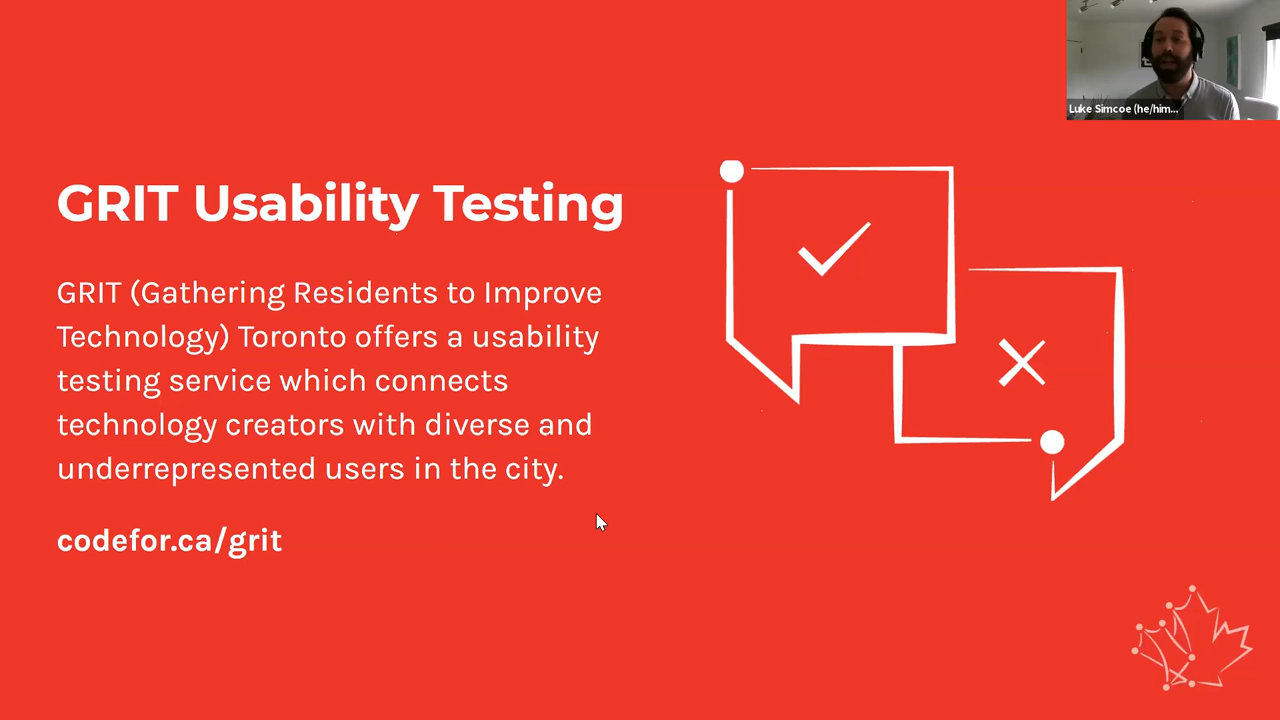 Luke Simcoe (he/him...
GRIT Usability Testing
GRIT (Gathering Residents to Improve
Technology) Toronto offers a usability
testing service which connects
technology creators with diverse and
underrepresented users in the city.
codefor.ca/grit